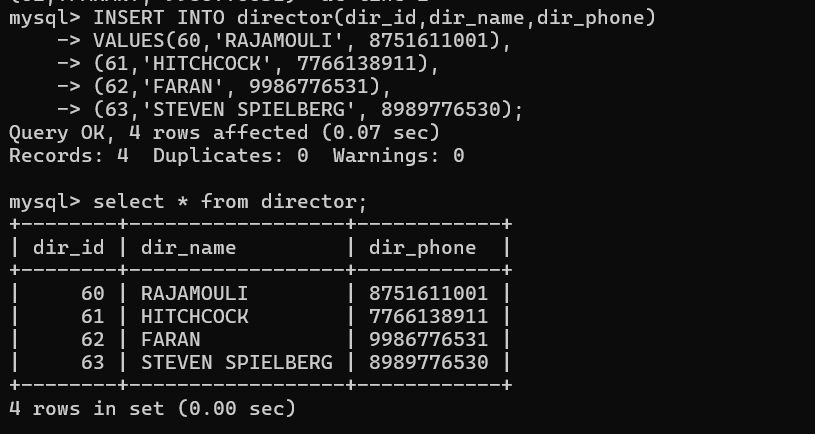 mysql> INSERT INTO director(dir_id,dir_name,dir_phone)
    -> VALUES(60,'RAJAMOULI', 8751611001),
    -> (61,'HITCHCOCK', 7766138911),
    -> (62,'FARAN', 9986776531),
    -> (63,'STEVEN SPIELBERG', 8989776530);
Query OK, 4 rows affected (0.07 sec)
Records: 4  Duplicates: 0  Warnings: 0
mysql> select * from director;
+--------+------------------+------------+
| dir_id | dir_name         | dir_phone  |
+--------+------------------+------------+
|     60 | RAJAMOULI        | 8751611001 |
|     61 | HITCHCOCK        | 7766138911 |
|     62 | FARAN            | 9986776531 |
|     63 | STEVEN SPIELBERG | 8989776530 |
+--------+------------------+------------+
4 rows in set (0.00 sec)